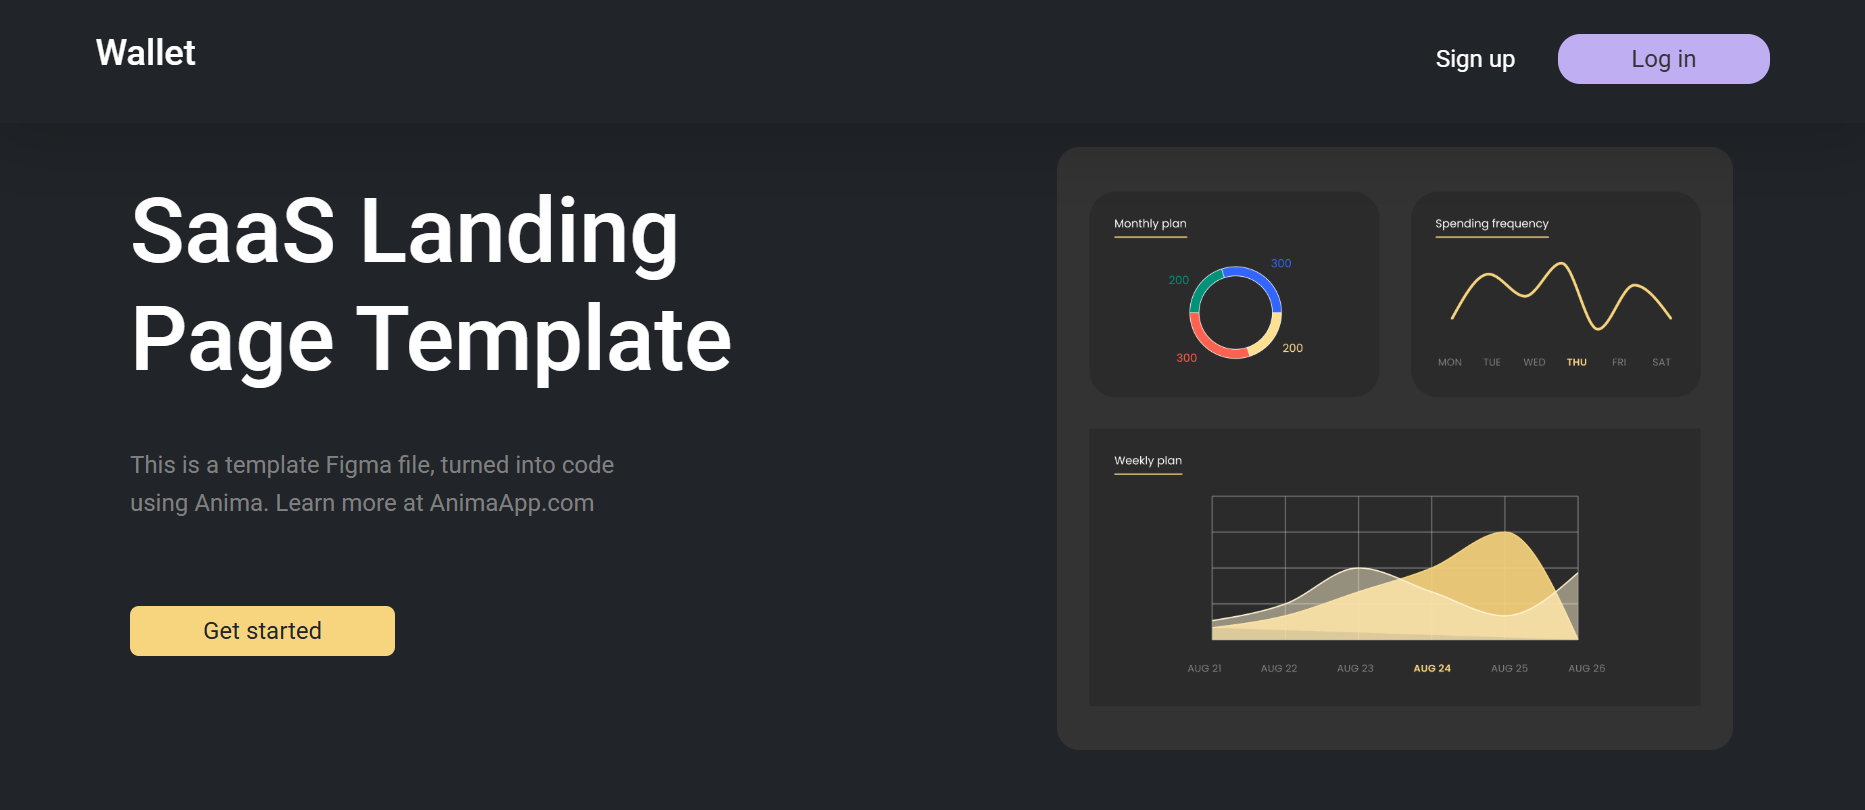 Wallet
Sign up
Log in
SaaS Landing
Page Template
This is a template Figma file, turned into code
using Anima. Learn more at AnimaApp.com
Get started
Monthly plan
300
200
200
300
Spending frequency
MON TUE WED THU FRI SAT
Weekly plan
AUG 21 AUG 22 AUG 23 AUG 24 AUG 25 AUG 26